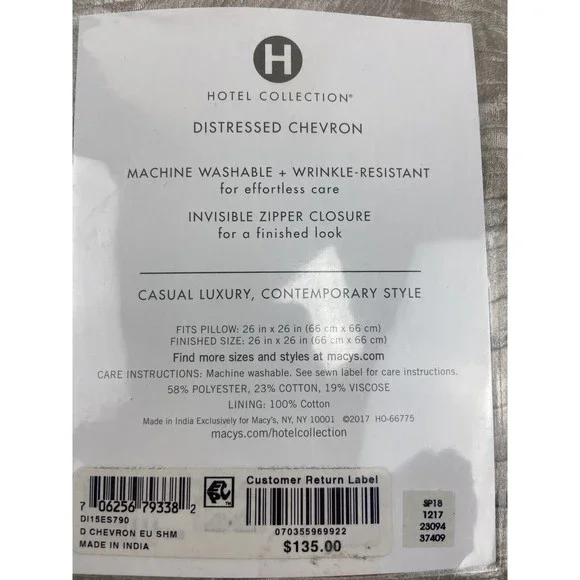 H
HOTEL COLLECTION®
DISTRESSED CHEVRON
MACHINE WASHABLE + WRINKLE-RESISTANT
for effortless care
INVISIBLE ZIPPER CLOSURE
for a finished look
CASUAL LUXURY, CONTEMPORARY STYLE
FITS PILLOW: 26 in x 26 in (66 cm x 66 cm)
FINISHED SIZE: 26 in x 26 in (66 cm x 66 cm)
Find more sizes and styles at macys.com
CARE INSTRUCTIONS: Machine washable. See sewn label for care instructions.
58% POLYESTER, 23% COTTON, 19% VISCOSE
LINING: 100% Cotton
Made in India Exclusively for Macy's, NY, NY 10001 ©2017 HO-66775
macys.com/hotelcollection
7 06256 79338 2
DI15ES790
D CHEVRON EU SHM
MADE IN INDIA
Customer Return Label
070355969922
$135.00
SP18
1217
23094
37409